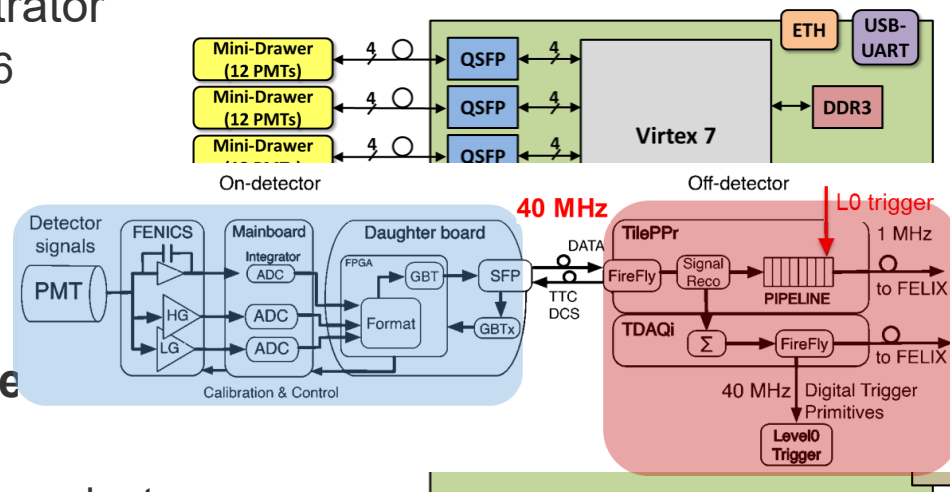 trator
ETH
USB-
UART
6
Mini-Drawer
(12 PMTs)
4
QSFP
4
Mini-Drawer
(12 PMTs)
4
QSFP
4
DDR3
Virtex 7
Mini-Drawer
4
QSFP
4
On-detector
Off-detector
40 MHz
L0 trigger
Detector
signals
FENICS
Mainboard
Daughter board
TilePPr
1 MHz
Integrator
ADC
FPGA
GBT
SFP
DATA
FireFly
Signal
Reco
PIPELINE
to FELIX
PMT
HG
ADC
Format
GBTx
TTC
DCS
TDAQi
LG
ADC
Σ
FireFly
to FELIX
e
Calibration & Control
40 MHz
Digital Trigger
Primitives
Level0
Trigger